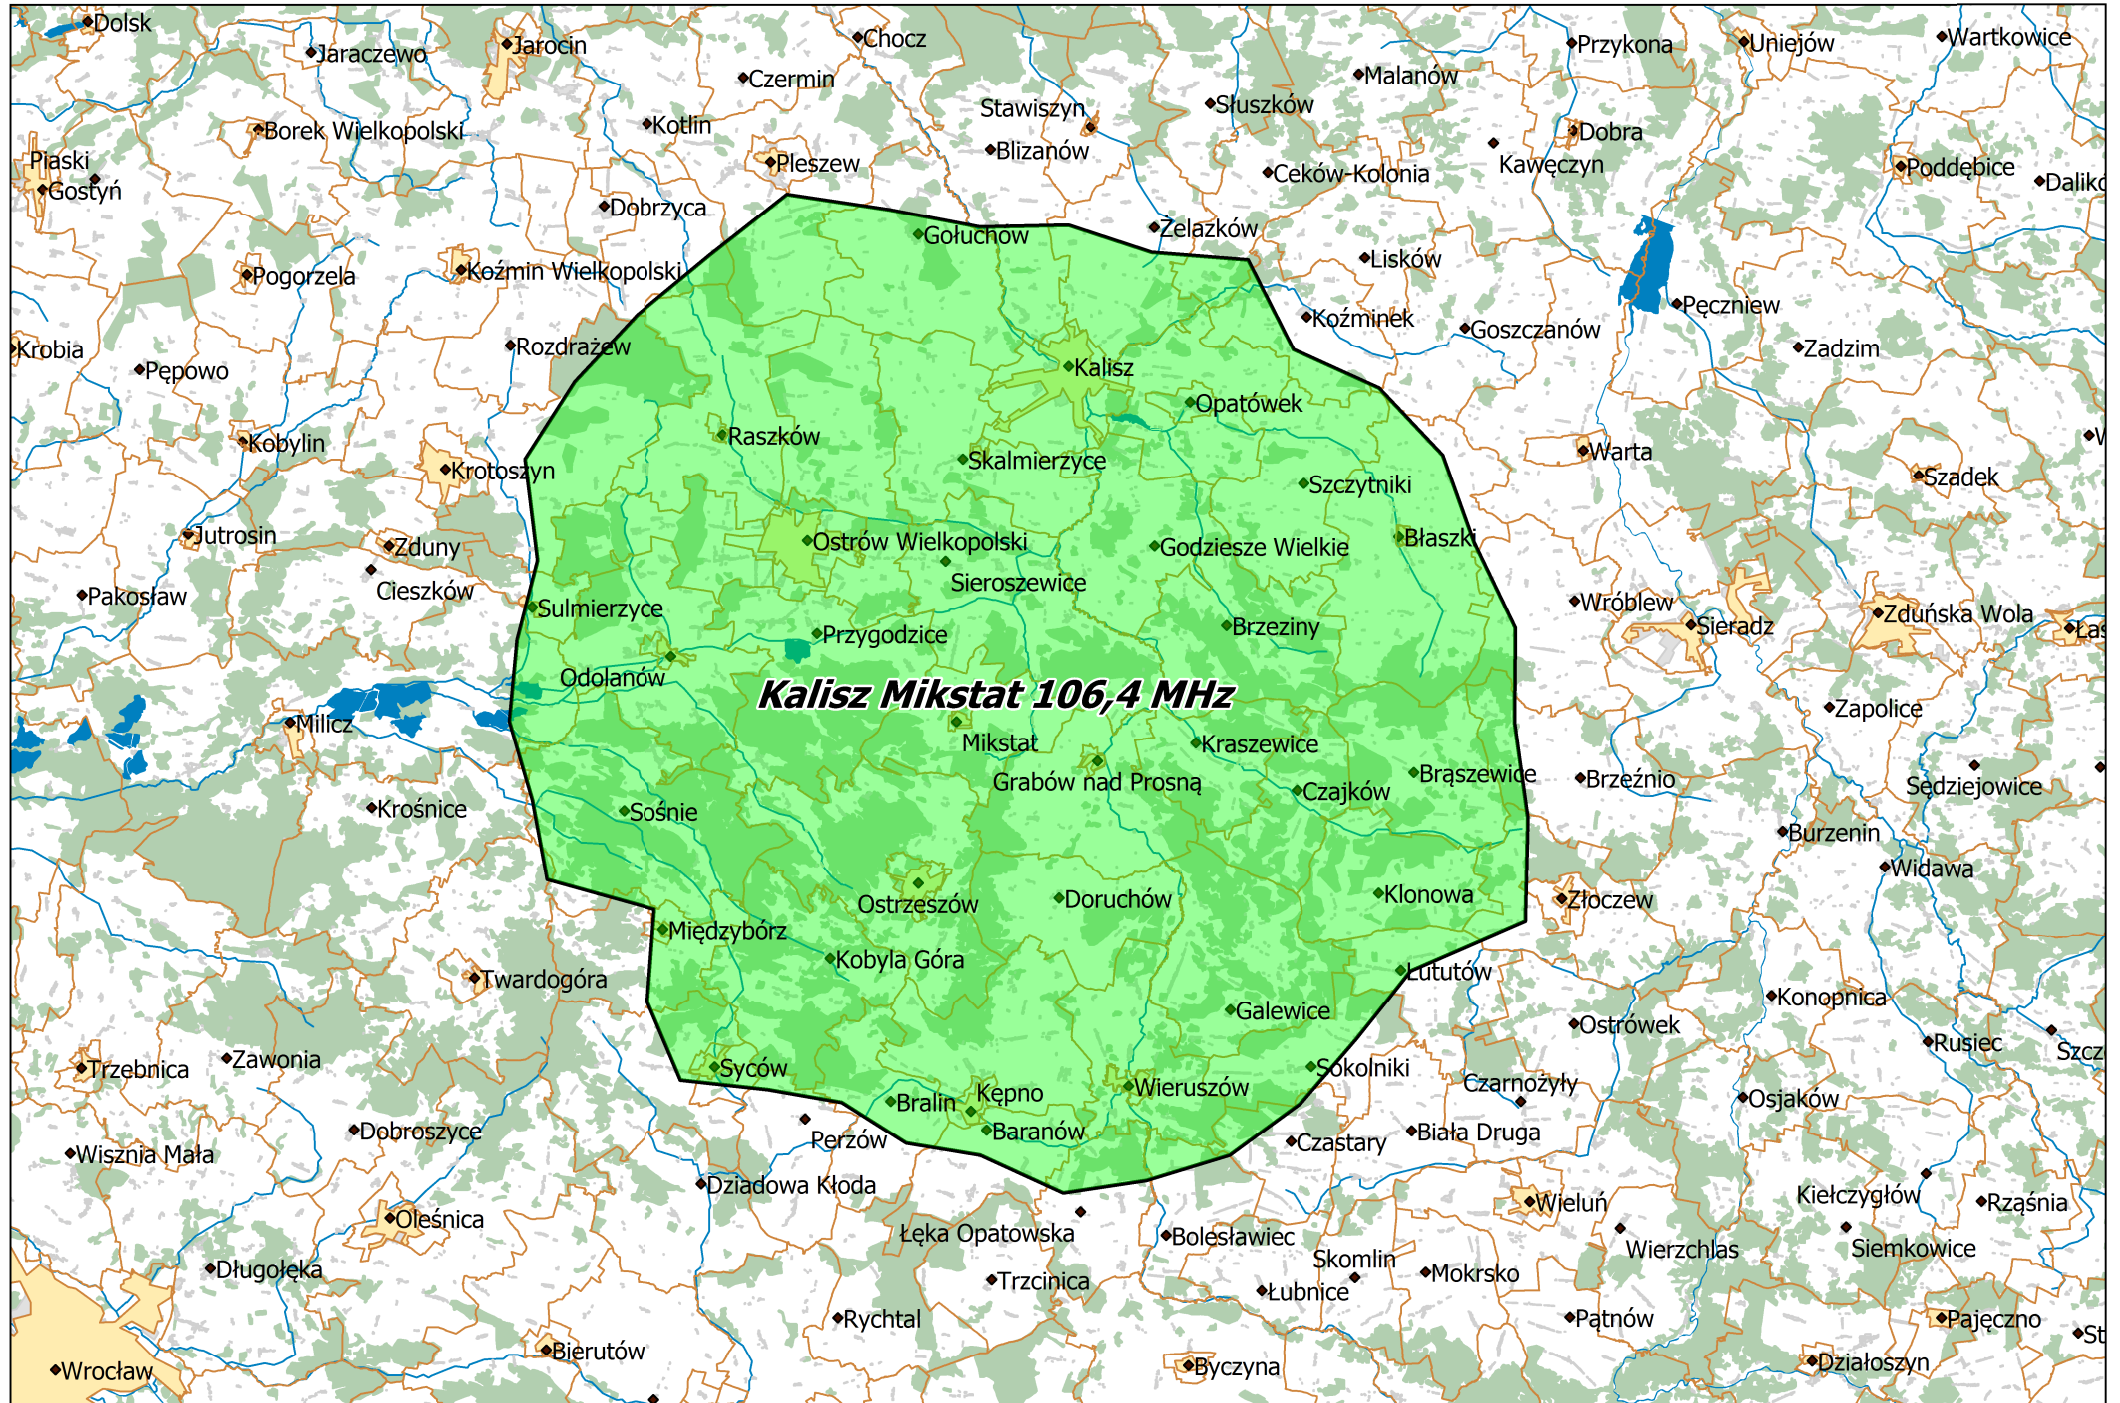 Dolsk
Jaraczewo
Jarocin
Chocz
Przykona
Uniejów
Wartkowice
Czermin
Malanów
Stawiszyn
Słuszków
Borek Wielkopolski
Kotlin
Dobra
Piaski
Pleszew
Blizanów
Kawęczyn
Poddębice
Gostyń
Ceków-Kolonia
Dobrzyca
Gołuchów
Żelazków
Pogorzela
Koźmin Wielkopolski
Lisków
Pęczniew
Koźminek
Goszczanów
Krobia
Rozdrażew
Zadzim
Pępowo
Kalisz
Opatówek
Kobylin
Raszków
Krotoszyn
Skalmierzyce
Warta
Szczytniki
Szadek
Jutrosin
Zduny
Ostrów Wielkopolski
Godziesze Wielkie
Błaszki
Cieszków
Sieroszewice
Pakosław
Sulmierzyce
Wróblew
Przygodzice
Brzeziny
Sieradz
Zduńska Wola
Odolanów
Kalisz Mikstat 106,4 MHz
Zapolice
Milicz
Mikstat
Kraszewice
Grabów nad Prosną
Brąszewice
Brzeźnio
Sędziejowice
Czajków
Krośnice
Sośnie
Burzenin
Widawa
Ostrzeszów
Doruchów
Klonowa
Złoczew
Międzybórz
Kobyla Góra
Twardogóra
Lututów
Konopnica
Galewice
Ostrówek
Rusiec
Zawonia
Trzebnica
Syców
Sokolniki
Kępno
Wieruszów
Czarnożyły
Bralin
Osjaków
Dobroszyce
Perzów
Baranów
Czastary
Biała Druga
Wisznia Mała
Dziadowa Kłoda
Kiełczygłów
Rząśnia
Wieluń
Oleśnica
Łęka Opatowska
Bolesławiec
Wierzchlas
Siemkowice
Skomlin
Długołęka
Trzcinica
Łubnice
Mokrsko
Rychtal
Pątnów
Pajęczno
Bierutów
Byczyna
Działoszyn
Wrocław